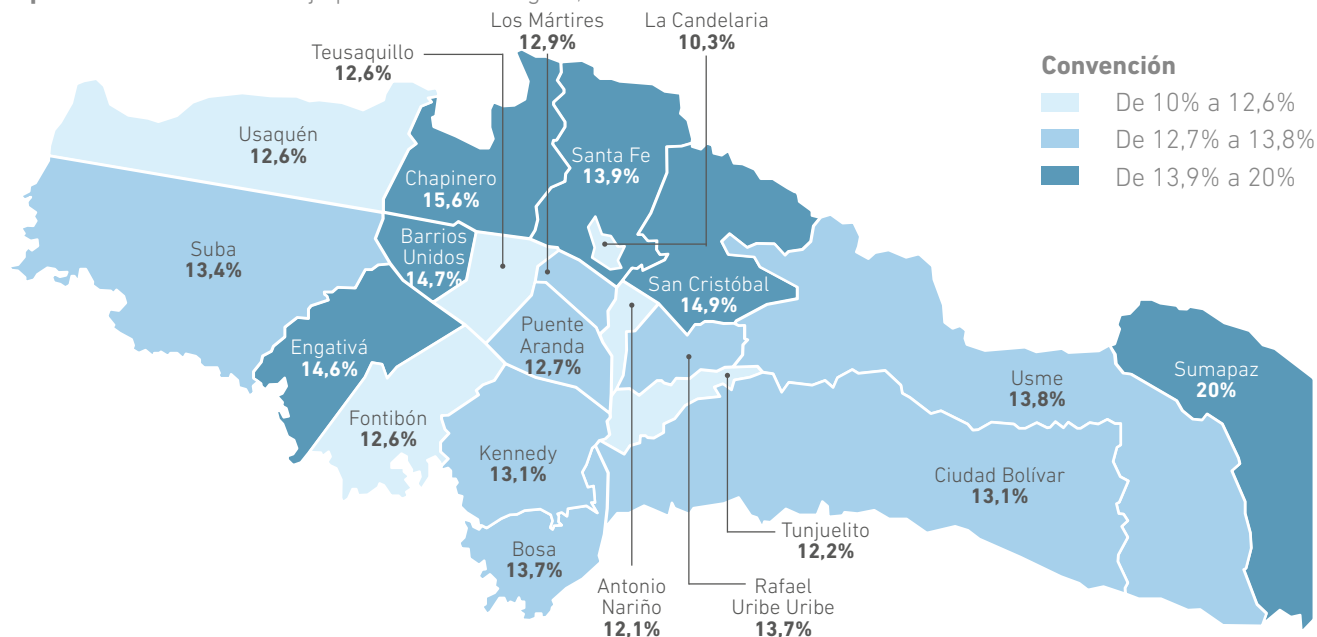 Los Mártires
12,9%
La Candelaria
10,3%
Teusaquillo
12,6%
Convención
De 10% a 12,6%
De 12,7% a 13,8%
De 13,9% a 20%
Usaquén
12,6%
Chapinero
15,6%
Santa Fe
13,9%
Suba
13,4%
Barrios
Unidos
14,7%
San Cristóbal
14,9%
Engativá
14,6%
Puente
Aranda
12,7%
Sumapaz
20%
Usme
13,8%
Fontibón
12,6%
Kennedy
13,1%
Ciudad Bolívar
13,1%
Tunjuelito
12,2%
Bosa
13,7%
Antonio
Nariño
12,1%
Rafael
Uribe Uribe
13,7%